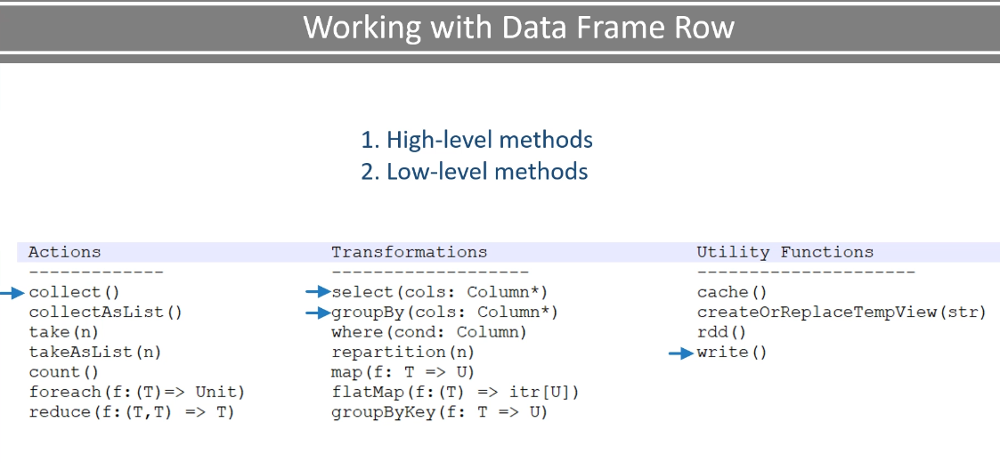 Working with Data Frame Row
1. High-level methods
2. Low-level methods
Actions Transformations Utility Functions
------------- ------------------- ---------------------
collect() select(cols: Column*) cache()
collectAsList() groupBy(cols: Column*) createOrReplaceTempView(str)
take(n) where(cond: Column) rdd()
takeAsList(n) repartition(n) write()
count() map(f: T => U)
foreach(f:(T)=> Unit) flatMap(f:(T) => itr[U])
reduce(f:(T,T) => T) groupByKey(f: T => U)